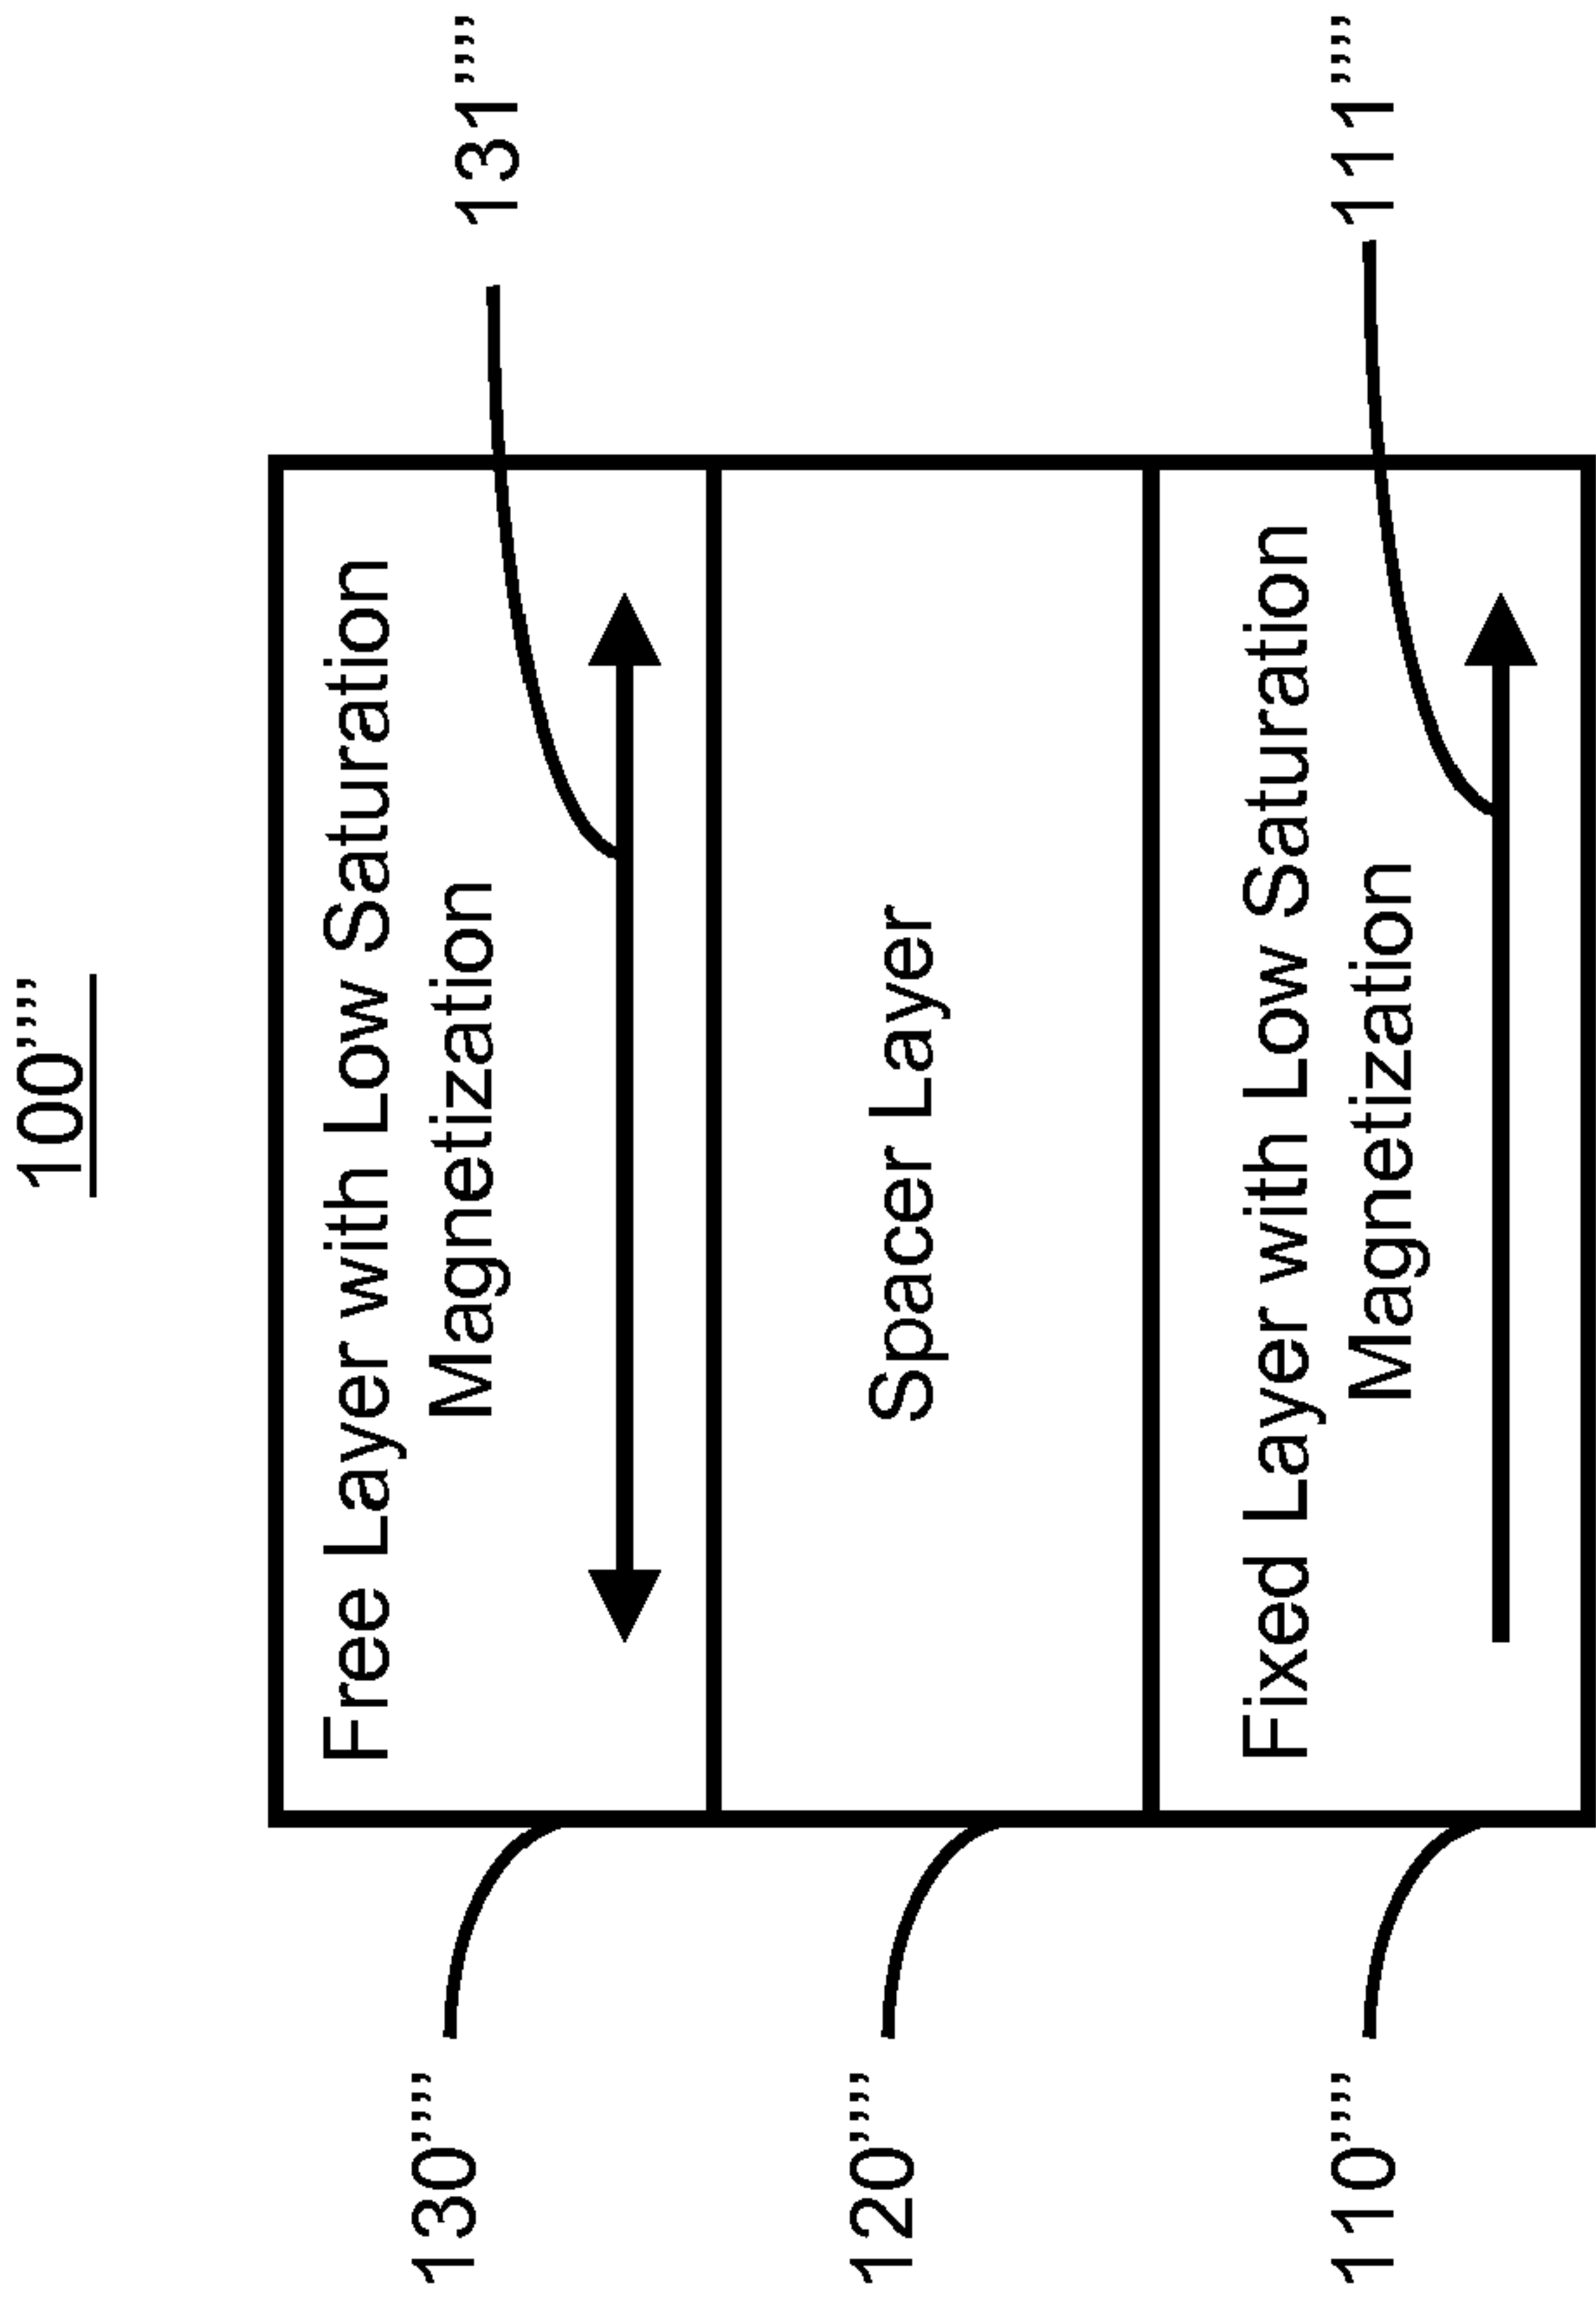 100””
Free Layer with Low Saturation
Magnetization
130””
131””
Spacer Layer
120””
Fixed Layer with Low Saturation
Magnetization
110””
111””